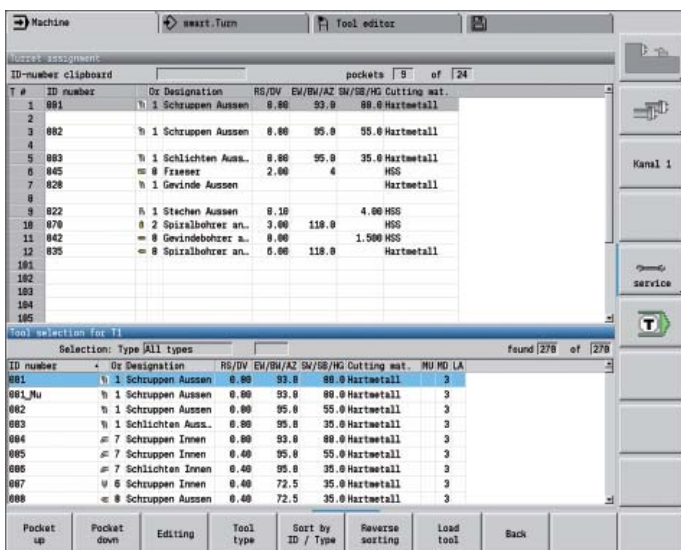 Machine smart.Turn Tool editor
Turret assignment
ID-number clipboard pockets 9 of 24
T # ID number Or Designation RS/DV EW/BW/AZ SW/SB/HG Cutting mat.
1 001 1 Schruppen Aussen 0.80 93.0 80.0 Hartmetall
2
3 002 1 Schruppen Aussen 0.80 95.0 55.0 Hartmetall
4
5 003 1 Schlichten Auss… 0.80 95.0 35.0 Hartmetall
6 045 0 Fraeser 2.00 4 HSS
7 020 1 Gewinde Aussen Hartmetall
8
9 022 1 Stechen Aussen 0.10 4.00 HSS
10 070 2 Spiralbohrer an… 3.00 118.0 HSS
11 042 0 Gewindebohrer a… 8.00 1.500 HSS
12 035 0 Spiralbohrer an… 6.00 118.0 Hartmetall
101
102
103
104
105
Tool selection for T1
Selection: Type All types found 270 of 270
ID number Or Designation RS/DV EW/BW/AZ SW/SB/HG Cutting mat. MU MD LA
001 1 Schruppen Aussen 0.80 93.0 80.0 Hartmetall 3
001_Mu 1 Schruppen Aussen 0.80 93.0 80.0 Hartmetall 3
002 1 Schruppen Aussen 0.80 95.0 55.0 Hartmetall 3
003 1 Schlichten Auss… 0.80 95.0 35.0 Hartmetall 3
004 7 Schruppen Innen 0.80 93.0 80.0 Hartmetall 3
005 7 Schruppen Innen 0.40 95.0 55.0 Hartmetall 3
006 7 Schlichten Innen 0.40 95.0 35.0 Hartmetall 3
007 6 Schruppen Innen 0.40 72.5 35.0 Hartmetall 3
008 8 Schruppen Aussen 0.40 72.5 35.0 Hartmetall 3
Pocket up Pocket down Editing Tool type Sort by ID / Type Reverse sorting Load tool Back
Kanal 1
service
T